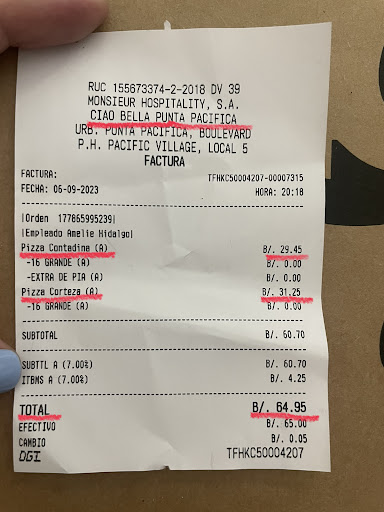 RUC 155673374-2-2018 DV 39
MONSIEUR HOSPITALITY, S.A.
CIAO BELLA PUNTA PACIFICA
URB. PUNTA PACIFICA, BOULEVARD
P.H. PACIFIC VILLAGE, LOCAL 5
FACTURA
FACTURA: TFHKC50004207-00007315
FECHA: 06-09-2023 HORA: 20:18
|Orden 177865995239|
|Empleado Amelie Hidalgo|
Pizza Contadina (A) B/. 29.45
-16 GRANDE (A) B/. 0.00
-EXTRA DE PIA (A) B/. 0.00
Pizza Corteza (A) B/. 31.25
-16 GRANDE (A) B/. 0.00
SUBTOTAL B/. 60.70
SUBTTL A (7.00%) B/. 60.70
ITBMS A (7.00%) B/. 4.25
TOTAL B/. 64.95
EFECTIVO B/. 65.00
CAMBIO B/. 0.05
DGI TFHKC50004207